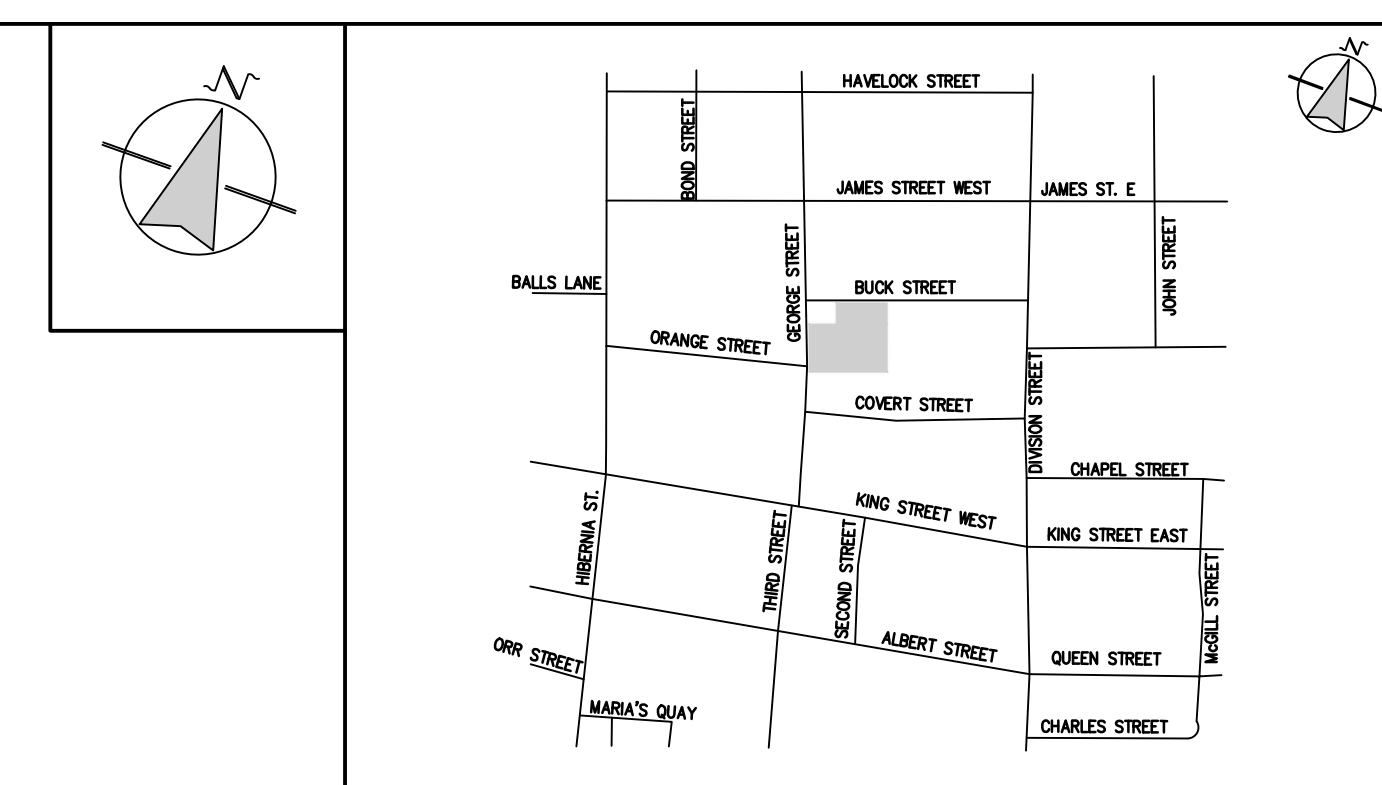 N
N
HAVELOCK STREET
BOND STREET
JAMES STREET WEST
JAMES ST. E
GEORGE STREET
JOHN STREET
BALLS LANE
BUCK STREET
ORANGE STREET
DIVISION STREET
COVERT STREET
CHAPEL STREET
HIBERNIA ST.
KING STREET WEST
THIRD STREET
SECOND STREET
KING STREET EAST
McGILL STREET
ORR STREET
ALBERT STREET
QUEEN STREET
MARIA'S QUAY
CHARLES STREET